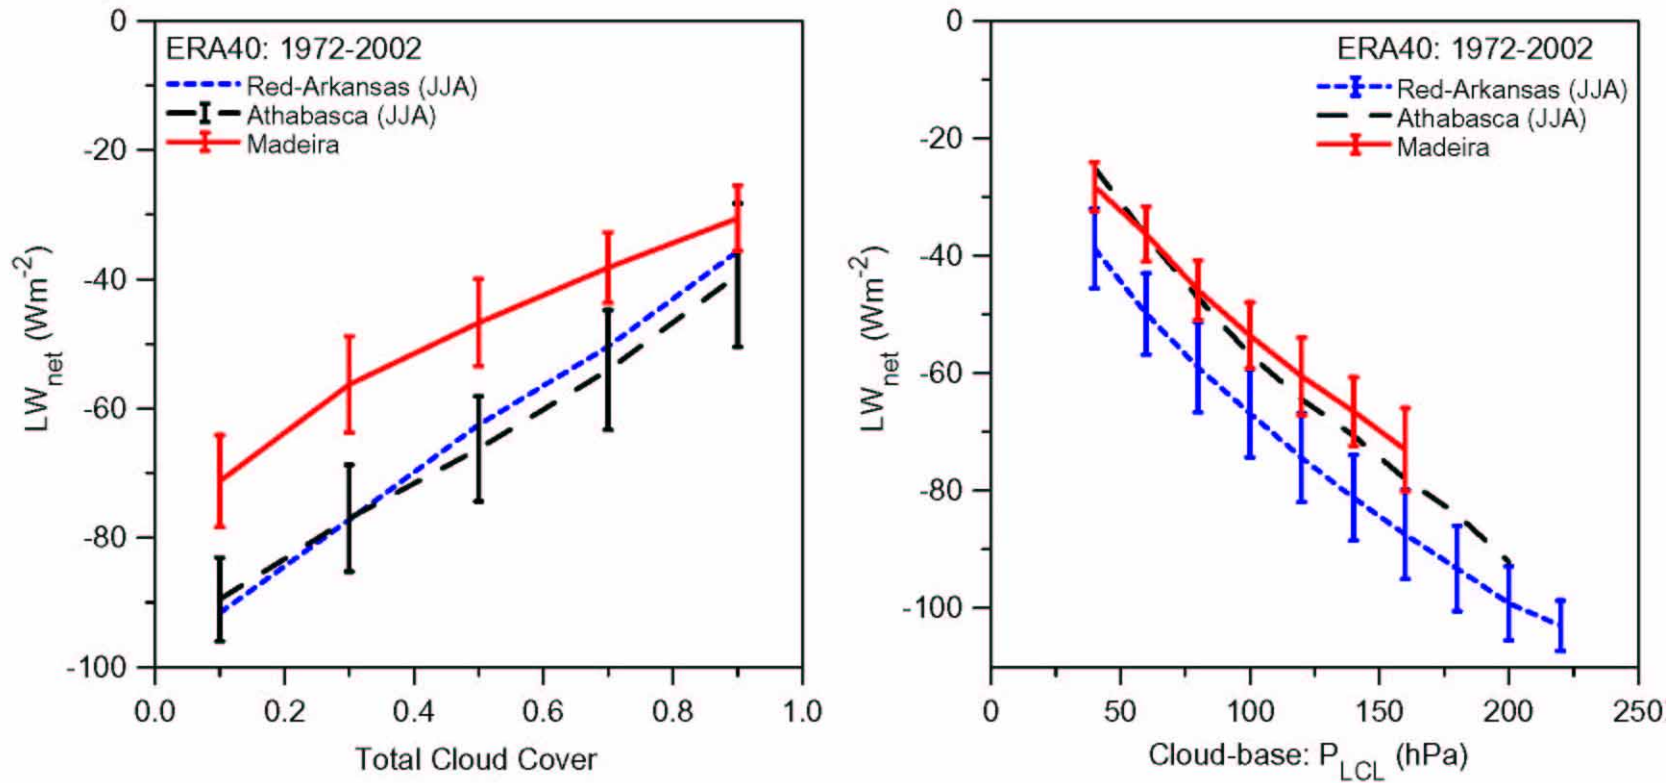 ERA40: 1972-2002
Red-Arkansas (JJA)
Athabasca (JJA)
Madeira
0
-20
-40
-60
-80
-100
LW_net (Wm⁻²)
0.0 0.2 0.4 0.6 0.8 1.0
Total Cloud Cover
ERA40: 1972-2002
Red-Arkansas (JJA)
Athabasca (JJA)
Madeira
0
-20
-40
-60
-80
-100
LW_net (Wm⁻²)
0 50 100 150 200 250
Cloud-base: P_LCL (hPa)